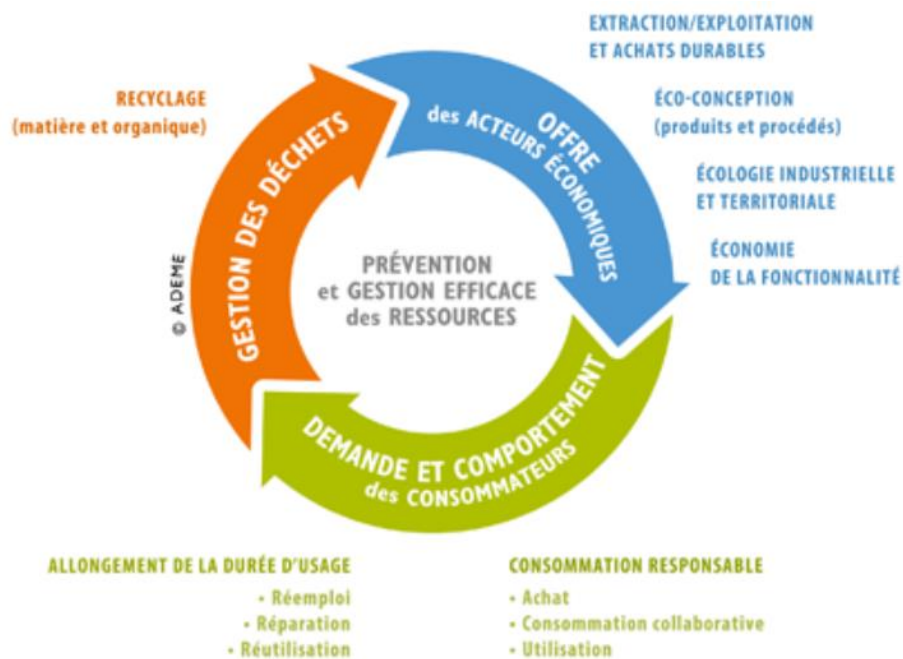 EXTRACTION/EXPLOITATION
ET ACHATS DURABLES
RECYCLAGE
(matière et organique)
ÉCO-CONCEPTION
(produits et procédés)
ÉCOLOGIE INDUSTRIELLE
ET TERRITORIALE
ÉCONOMIE
DE LA FONCTIONNALITÉ
OFFRE
des ACTEURS ÉCONOMIQUES
GESTION DES DÉCHETS
PRÉVENTION
et GESTION EFFICACE
des RESSOURCES
© ADEME
DEMANDE ET COMPORTEMENT
des CONSOMMATEURS
ALLONGEMENT DE LA DURÉE D'USAGE
• Réemploi
• Réparation
• Réutilisation
CONSOMMATION RESPONSABLE
• Achat
• Consommation collaborative
• Utilisation